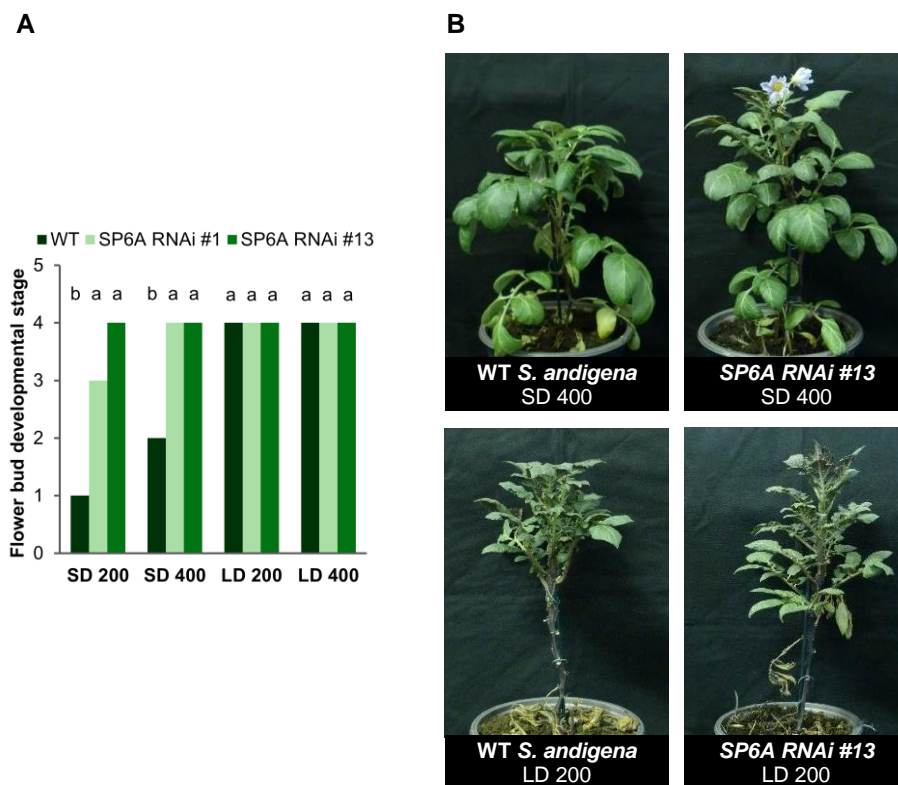 A
B
WT SP6A RNAi #1 SP6A RNAi #13
Flower bud developmental stage
5
4
3
2
1
0
b a a b a a a a a a a a
SD 200 SD 400 LD 200 LD 400
WT S. andigena
SD 400
SP6A RNAi #13
SD 400
WT S. andigena
LD 200
SP6A RNAi #13
LD 200